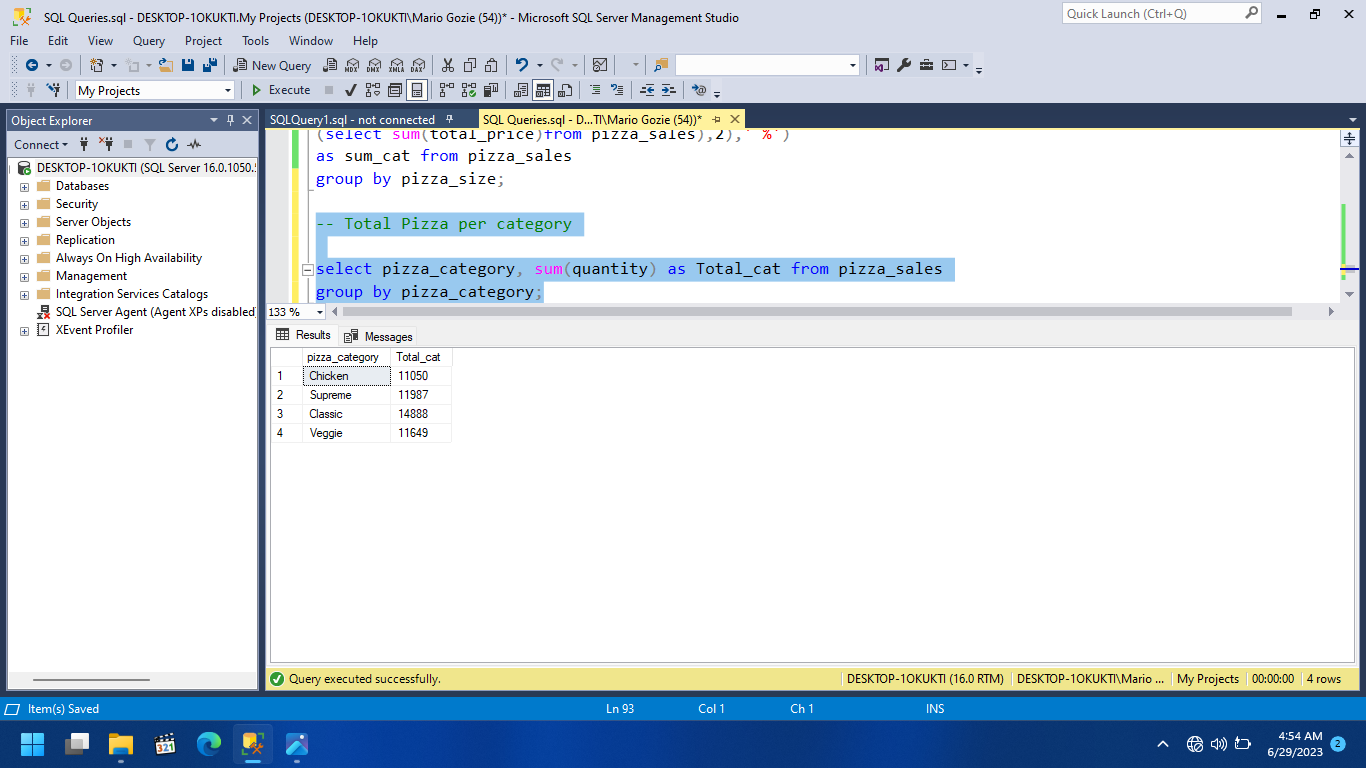 SQL Queries.sql - DESKTOP-1OKUKTI.My Projects (DESKTOP-1OKUKTI\Mario Gozie (54))* - Microsoft SQL Server Management Studio
Quick Launch (Ctrl+Q)
File Edit View Query Project Tools Window Help
New Query MDX DMX XMLA DAX
My Projects Execute
Object Explorer
SQLQuery1.sql - not connected
SQL Queries.sql - D...TI\Mario Gozie (54))*
Connect
DESKTOP-1OKUKTI (SQL Server 16.0.1050.5
Databases
Security
Server Objects
Replication
Always On High Availability
Management
Integration Services Catalogs
SQL Server Agent (Agent XPs disabled)
XEvent Profiler
(select sum(total_price)from pizza_sales),2),' %')
as sum_cat from pizza_sales
group by pizza_size;
-- Total Pizza per category
select pizza_category, sum(quantity) as Total_cat from pizza_sales
group by pizza_category;
133 %
Results Messages
pizza_category Total_cat
1 Chicken 11050
2 Supreme 11987
3 Classic 14888
4 Veggie 11649
Query executed successfully.
DESKTOP-1OKUKTI (16.0 RTM) DESKTOP-1OKUKTI\Mario ... My Projects 00:00:00 4 rows
Item(s) Saved Ln 93 Col 1 Ch 1 INS
321
4:54 AM
6/29/2023
2